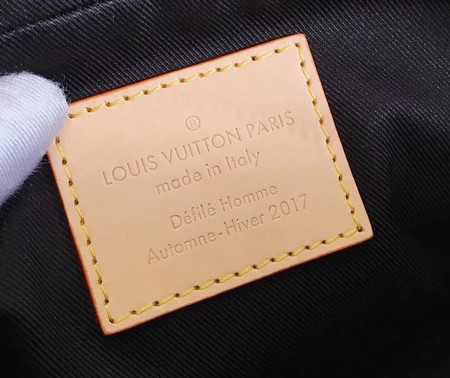 ®
LOUIS VUITTON PARIS
made in Italy
Défilé Homme
Automne-Hiver 2017